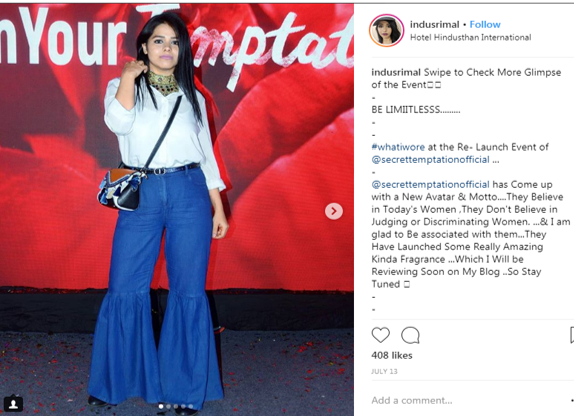 nYour Temptat
indusrimal • Follow
Hotel Hindusthan International
indusrimal Swipe to Check More Glimpse
of the Event
-
BE LIMIITLESSS.........
-
-
#whatiwore at the Re- Launch Event of
@secrettemptationofficial ...
-
@secrettemptationofficial has Come up
with a New Avatar & Motto....They Believe
in Today's Women ,They Don't Believe in
Judging or Discriminating Women. ...& I am
glad to Be Associated with them...They
Have Launched Some Really Amazing
Kinda Fragrance ...Which I Will be
Reviewing Soon on My Blog ..So Stay
Tuned
-
-
408 likes
JULY 13
Add a comment...